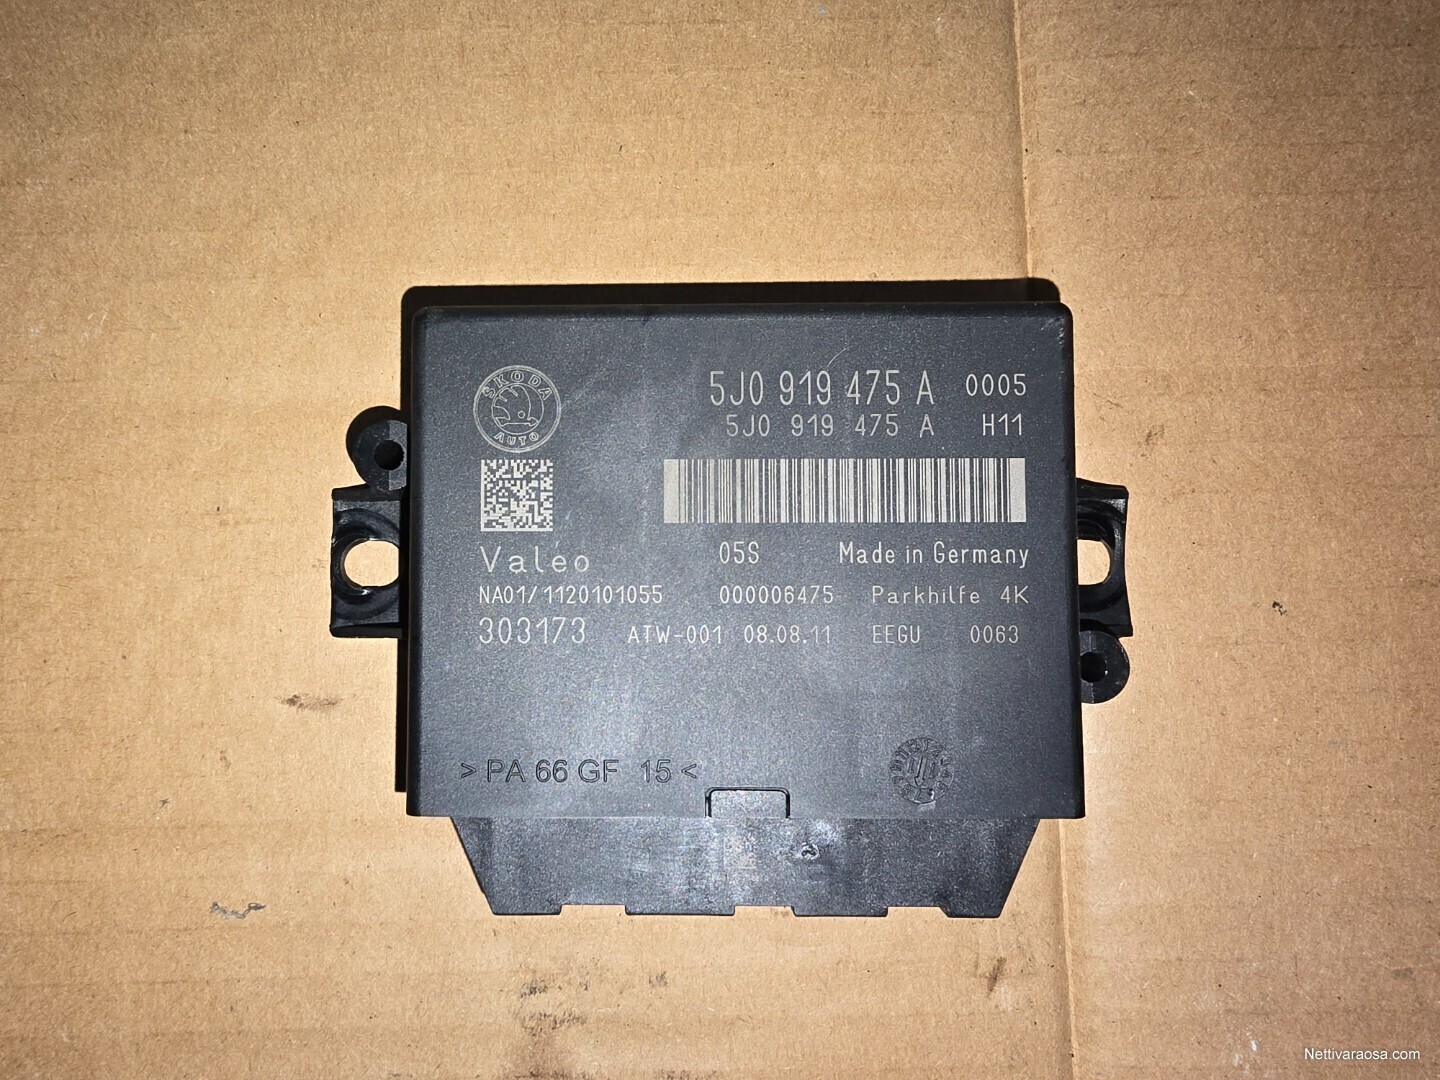 SKODA
AUTO
5J0 919 475 A 0005
5J0 919 475 A H11
Valeo 05S Made in Germany
NA01/1120101055 000006475 Parkhilfe 4K
303173 ATW-001 08.08.11 EEGU 0063
>PA 66 GF 15<
Nettivaraosa.com